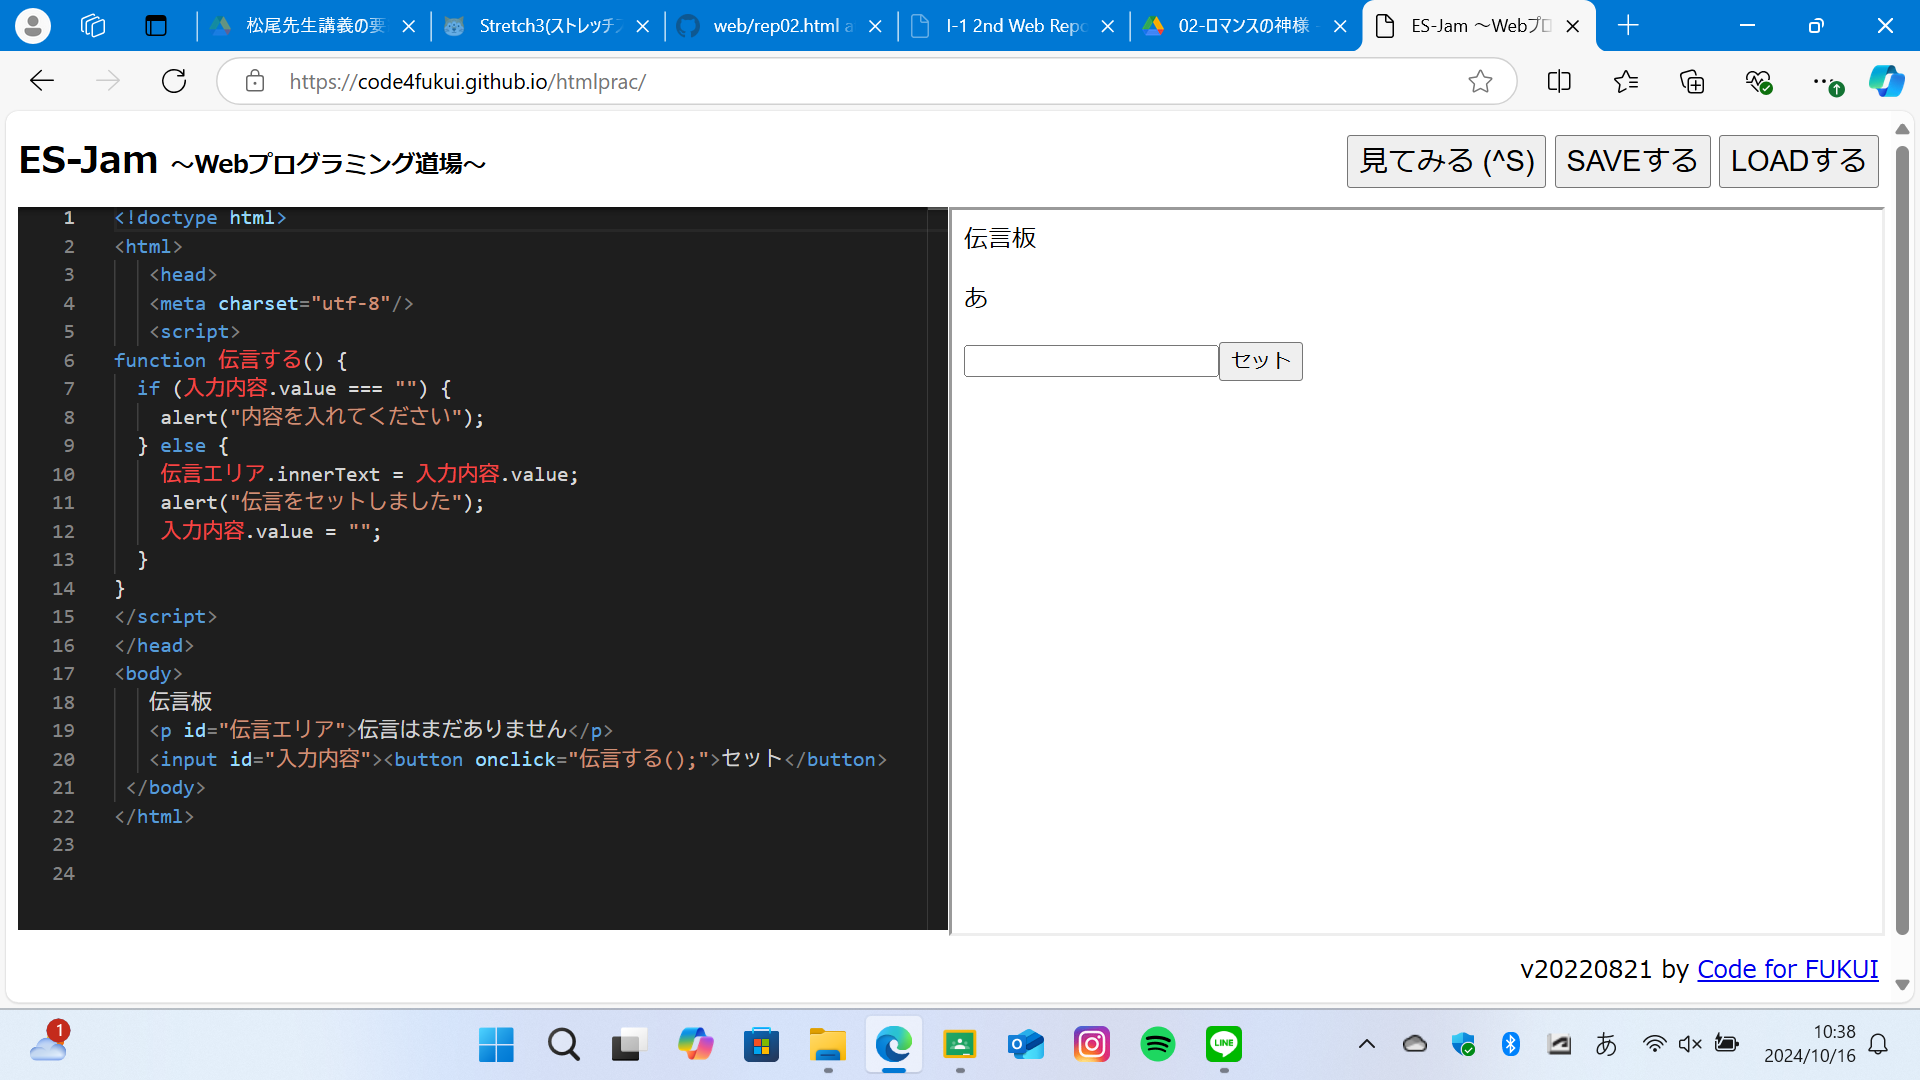 松尾先生講義の要
Stretch3(ストレッチ
web/rep02.html a
I-1 2nd Web Repo
02-ロマンスの神様
ES-Jam ～Webプロ
https://code4fukui.github.io/htmlprac/
ES-Jam ～Webプログラミング道場～
見てみる (^S)
SAVEする
LOADする
1 <!doctype html>
2 <html>
3 <head>
4 <meta charset="utf-8"/>
5 <script>
6 function 伝言する() {
7 if (入力内容.value === "") {
8 alert("内容を入れてください");
9 } else {
10 伝言エリア.innerText = 入力内容.value;
11 alert("伝言をセットしました");
12 入力内容.value = "";
13 }
14 }
15 </script>
16 </head>
17 <body>
18 伝言板
19 <p id="伝言エリア">伝言はまだありません</p>
20 <input id="入力内容"><button onclick="伝言する();">セット</button>
21 </body>
22 </html>
23
24
伝言板
あ
セット
v20220821 by Code for FUKUI
1
LINE
あ
10:38
2024/10/16